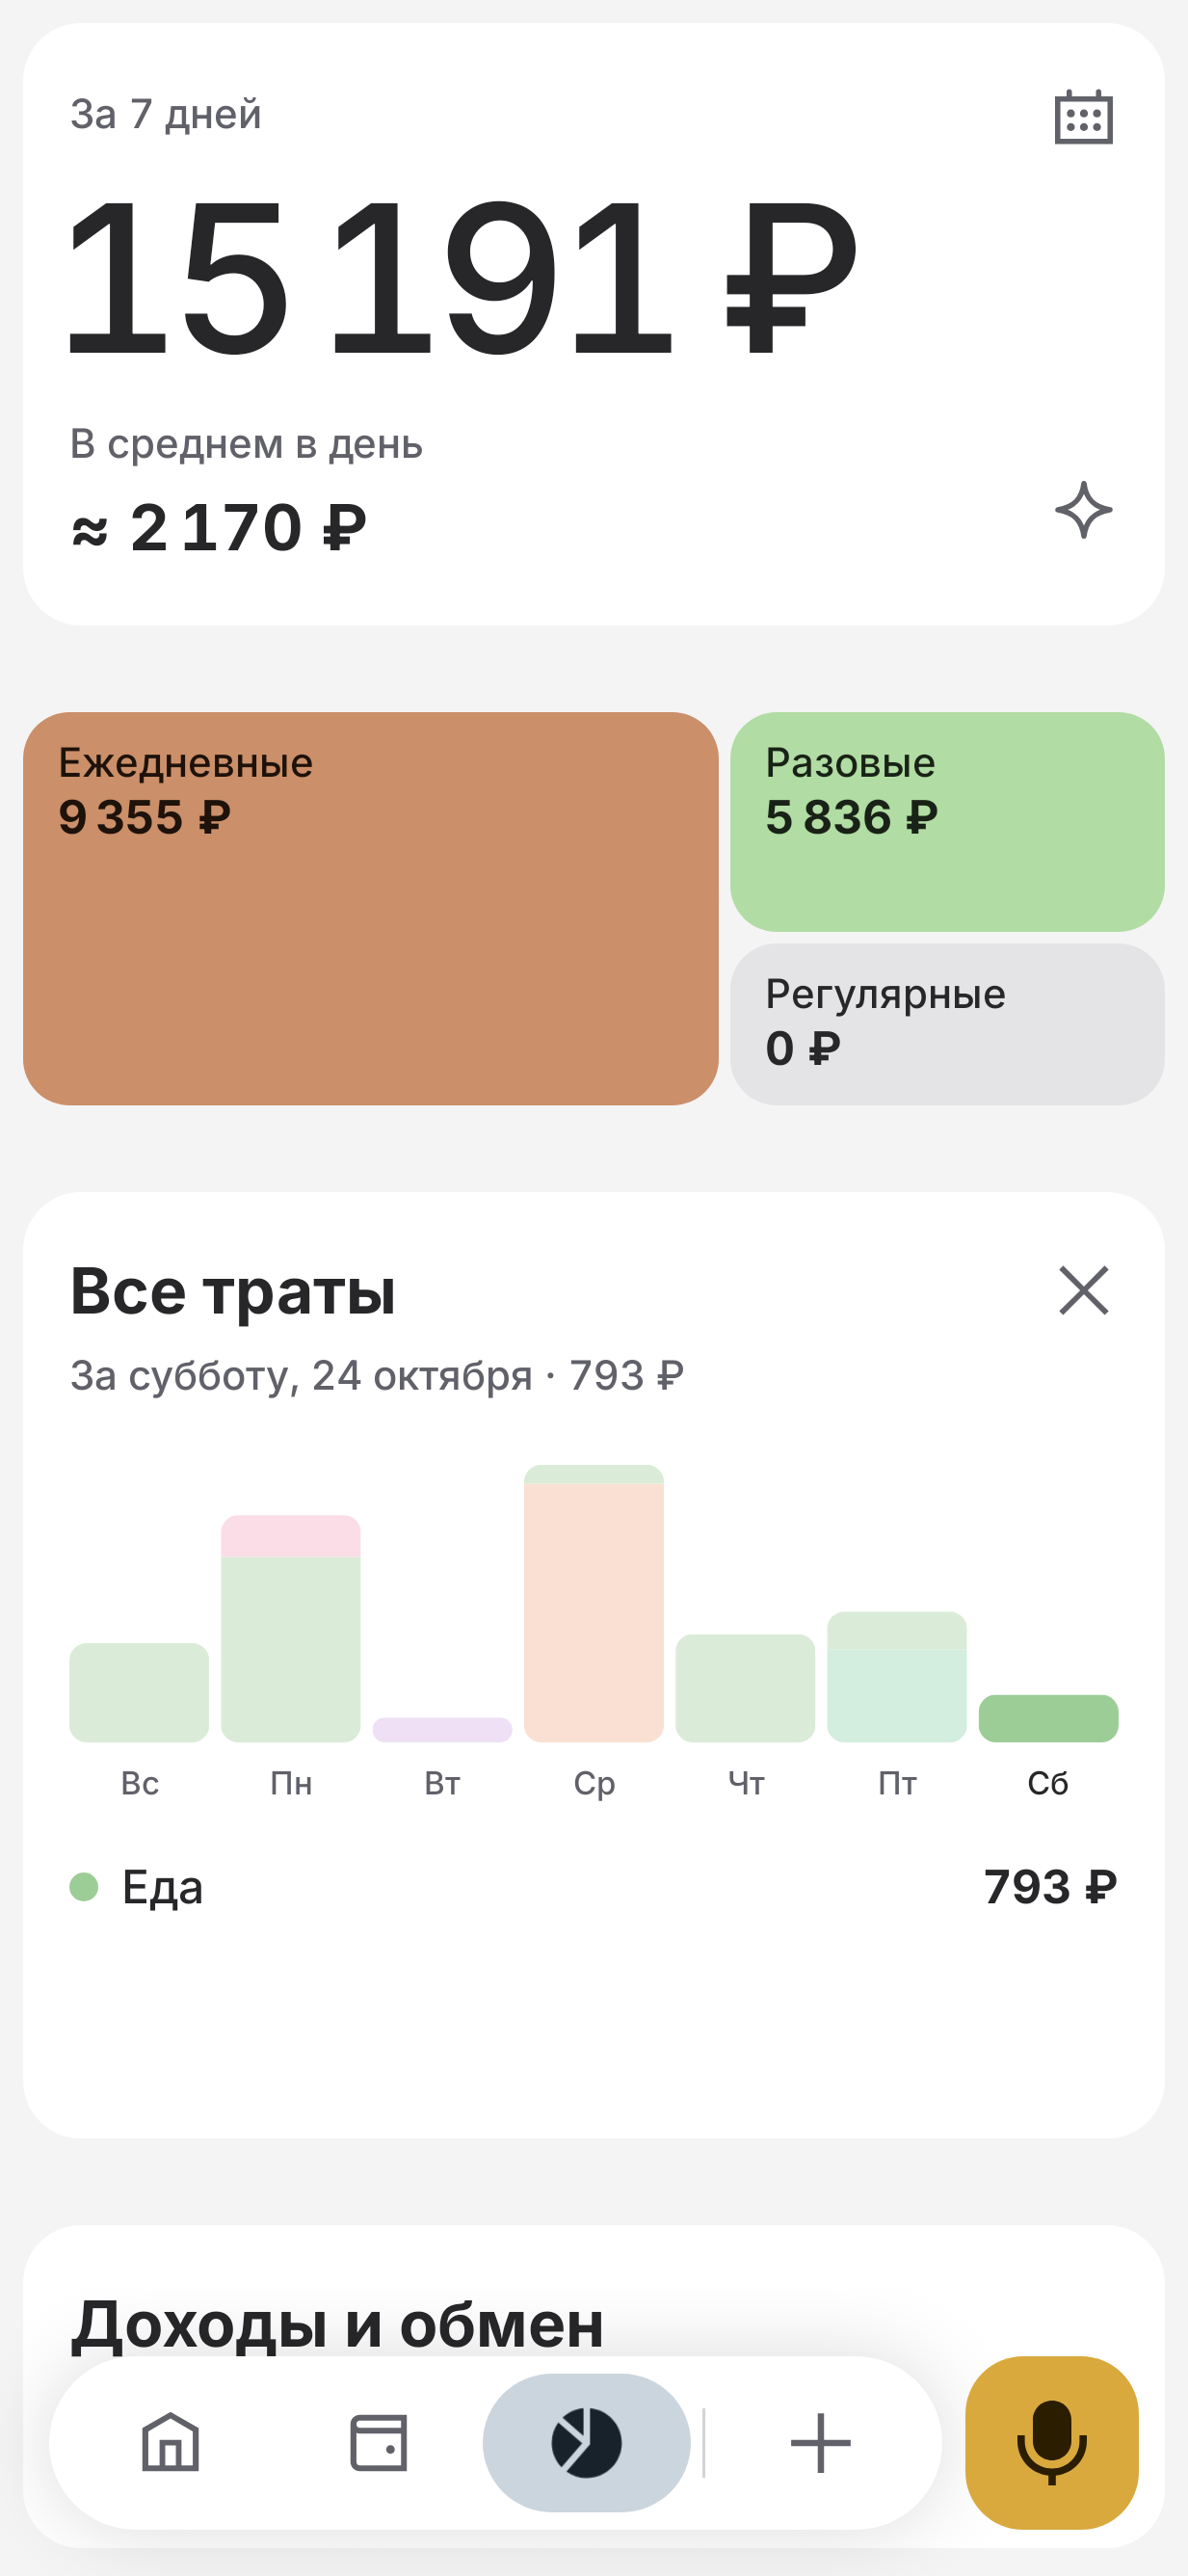 За 7 дней
15 191 ₽
В среднем в день
≈ 2 170 ₽
Ежедневные
9 355 ₽
Разовые
5 836 ₽
Регулярные
0 ₽
Все траты
За субботу, 24 октября · 793 ₽
Вс Пн Вт Ср Чт Пт Сб
Еда 793 ₽
Доходы и обмен